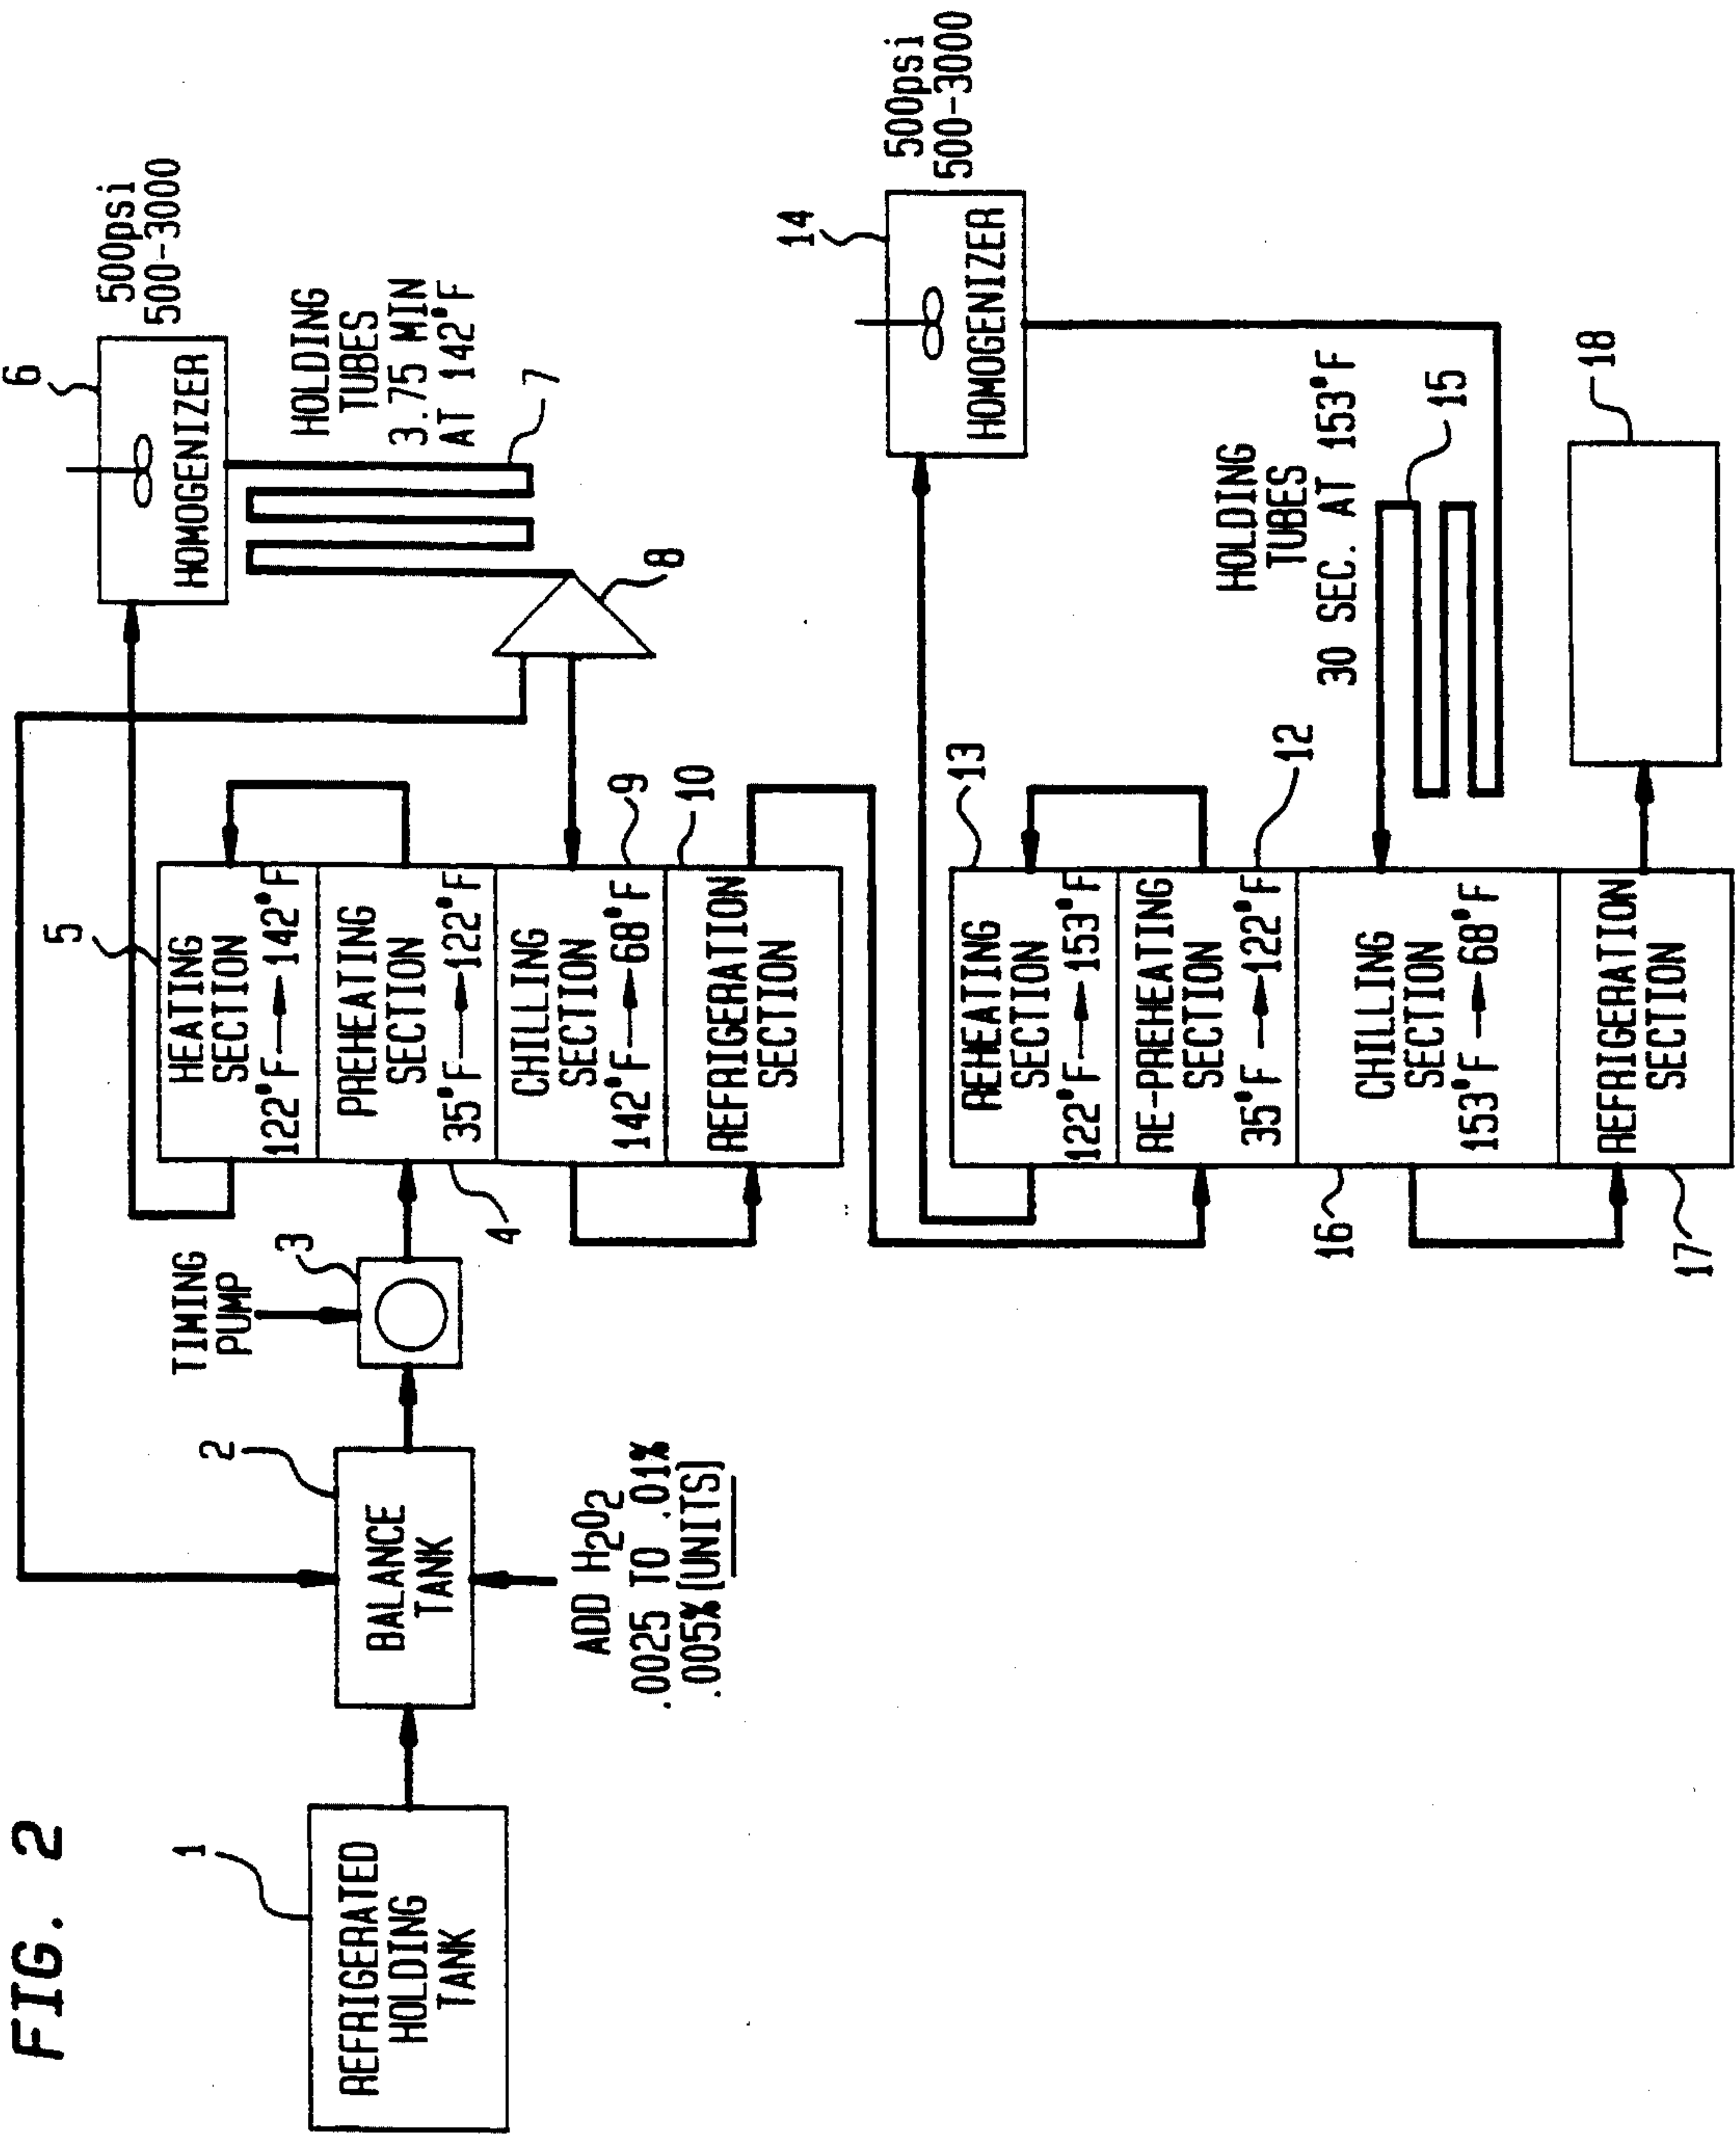 FIG. 2
1
REFRIGERATED
HOLDING
TANK
2
BALANCE
TANK
ADD H₂O₂
.0025 TO .01%
.005% (UNITS)
TIMING
PUMP
3
4
5
HEATING
SECTION
122°F→142°F
PREHEATING
SECTION
35°F→122°F
CHILLING
SECTION
142°F→68°F
9
REFRIGERATION
SECTION
10
6
HOMOGENIZER
500psi
500-3000
HOLDING
TUBES
3.75 MIN
AT 142°F
7
8
13
REHEATING
SECTION
122°F→153°F
RE-PREHEATING
SECTION
35°F→122°F
12
CHILLING
SECTION
153°F→68°F
16
REFRIGERATION
SECTION
17
14
HOMOGENIZER
500psi
500-3000
HOLDING
TUBES
30 SEC. AT 153°F
15
18